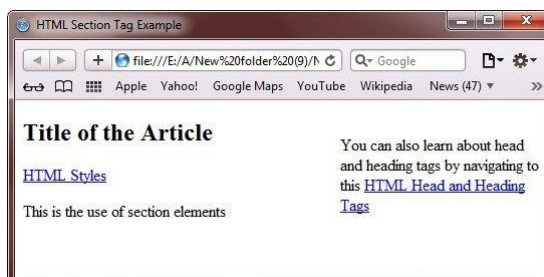 HTML Section Tag Example
file:///E:/A/New%20folder%20(9)/N
Google
Apple Yahoo! Google Maps YouTube Wikipedia News (47)
Title of the Article
HTML Styles
This is the use of section elements
You can also learn about head
and heading tags by navigating to
this HTML Head and Heading
Tags